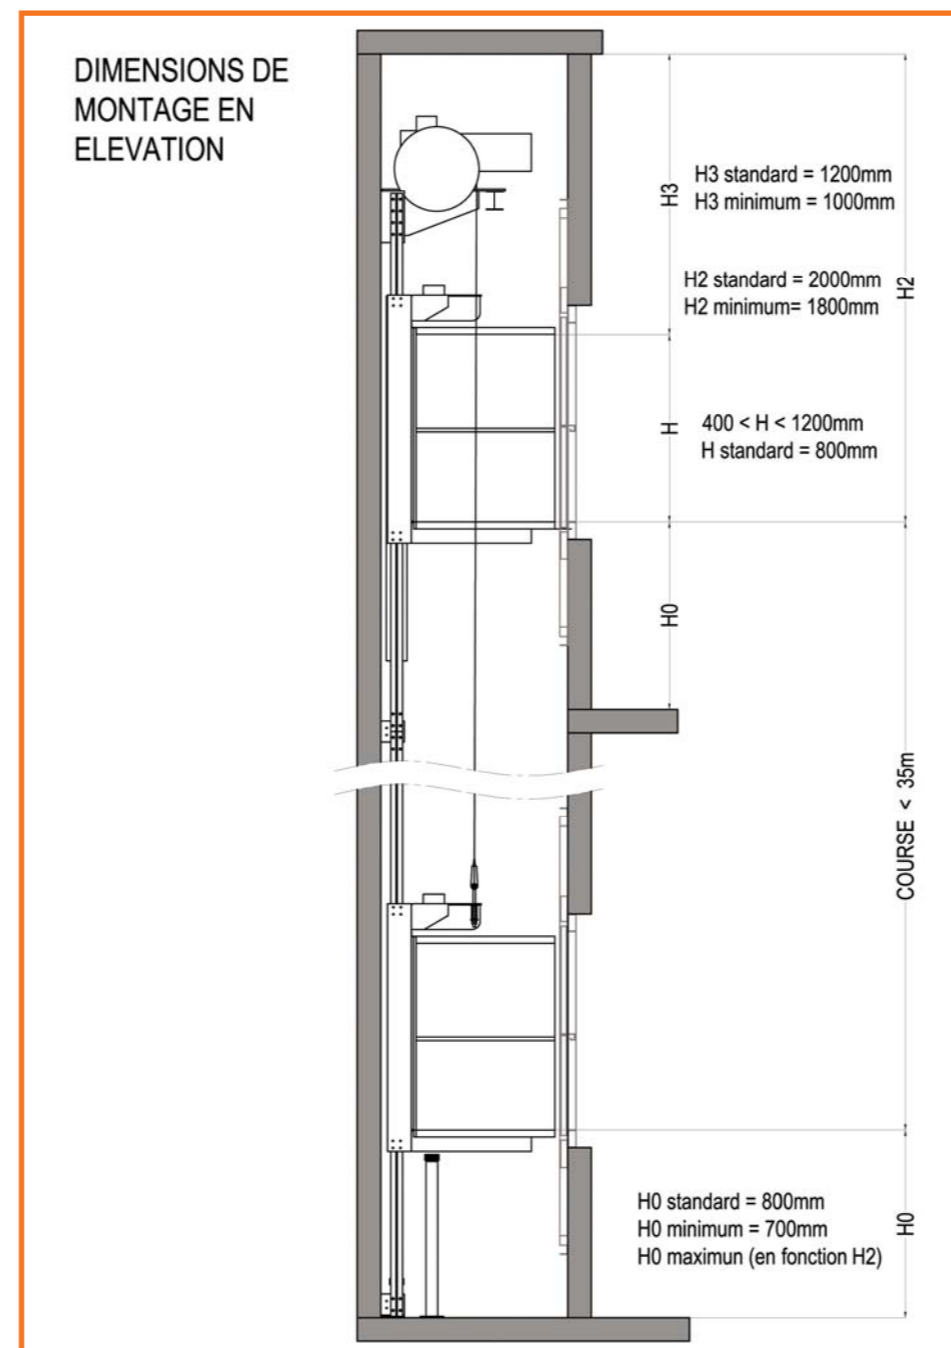 DIMENSIONS DE
MONTAGE EN
ELEVATION
H3
H3 standard = 1200mm
H3 minimum = 1000mm
H2 standard = 2000mm
H2 minimum= 1800mm
H2
H
400 < H < 1200mm
H standard = 800mm
H0
COURSE < 35m
H0 standard = 800mm
H0 minimum = 700mm
H0 maximun (en fonction H2)
H0